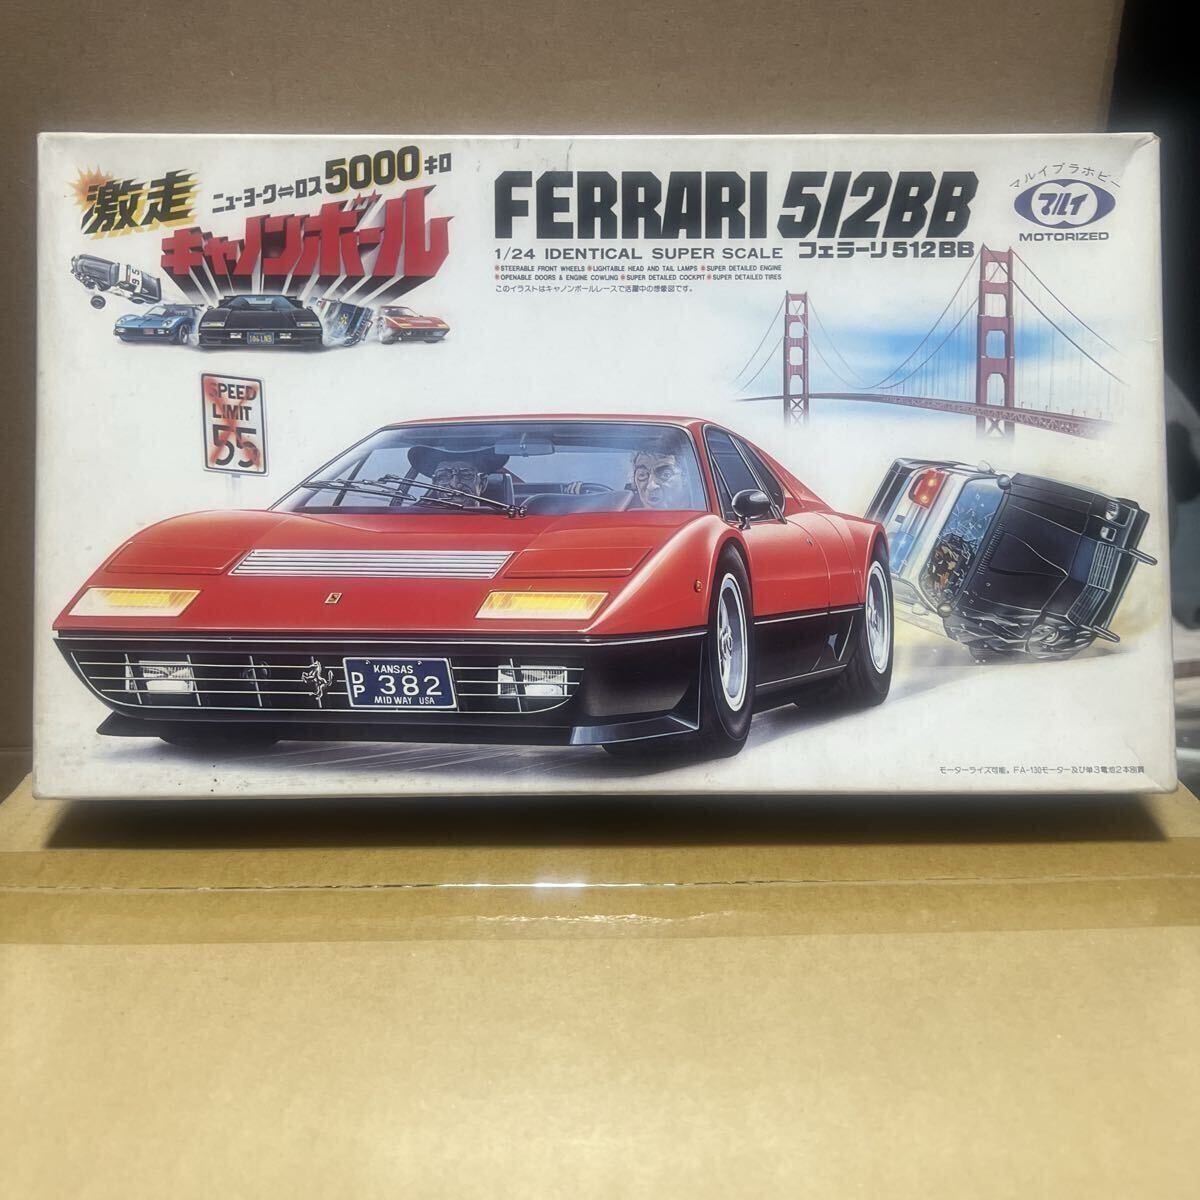 激走
ニューヨーク⇔ロス5000キロ
キャノンボール
106 LNB
FERRARI 512BB
1/24 IDENTICAL SUPER SCALE フェラーリ 512BB
●STEERABLE FRONT WHEELS ●LIGHTABLE HEAD AND TAIL LAMPS ●SUPER DETAILED ENGINE
●OPENABLE DOORS & ENGINE COWLING ●SUPER DETAILED COCKPIT ●SUPER DETAILED TIRES
このイラストはキャノンボールレースで活躍中の想像図です。
マルイプラホビー
マルイ
MOTORIZED
SPEED
LIMIT
55
KANSAS
DP 382
MIDWAY USA
モーターライズ可能。FA-130モーター及び単3電池2本別買